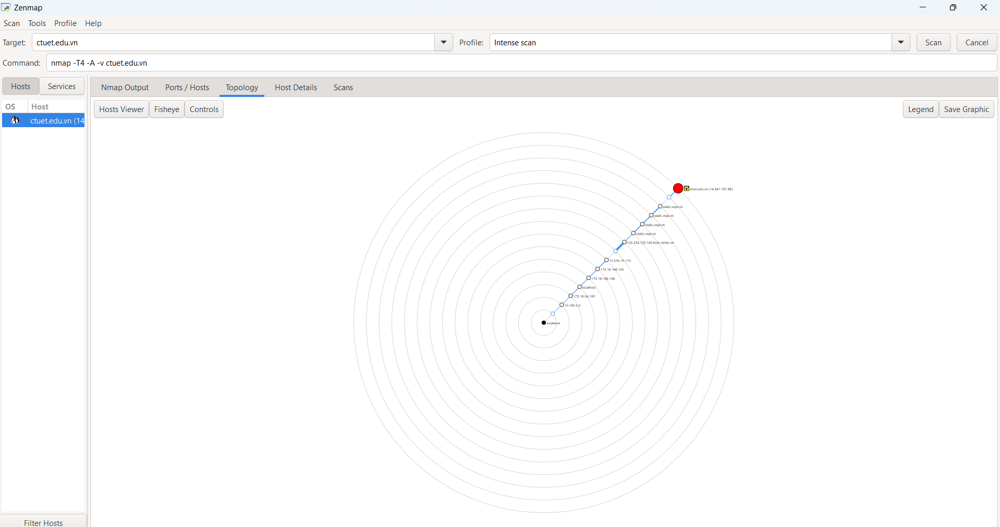 Zenmap
Scan Tools Profile Help
Target: ctuet.edu.vn Profile: Intense scan Scan Cancel
Command: nmap -T4 -A -v ctuet.edu.vn
Hosts Services Nmap Output Ports / Hosts Topology Host Details Scans
OS Host
Hosts Viewer Fisheye Controls Legend Save Graphic
ctuet.edu.vn (14
ctuet.edu.vn (14.241.181.68)
static.vnpt.vn
static.vnpt.vn
static.vnpt.vn
static.vnpt.vn
125.234.123.140.hcm.viettel.vn
10.255.10.170
172.16.146.145
172.16.146.146
localhost
172.16.54.193
10.185.0.2
localhost
Filter Hosts